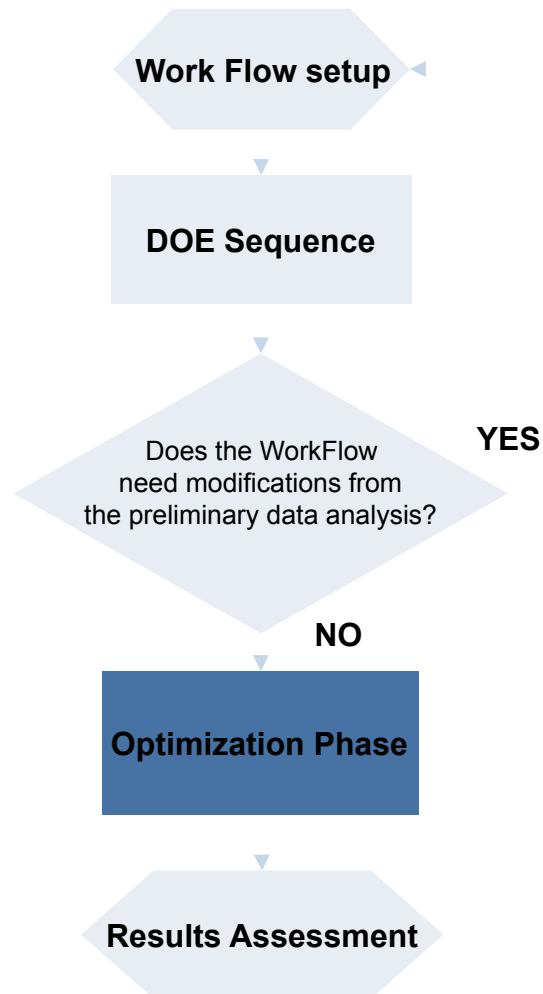 Work Flow setup
DOE Sequence
Does the WorkFlow
need modifications from
the preliminary data analysis?
YES
NO
Optimization Phase
Results Assessment